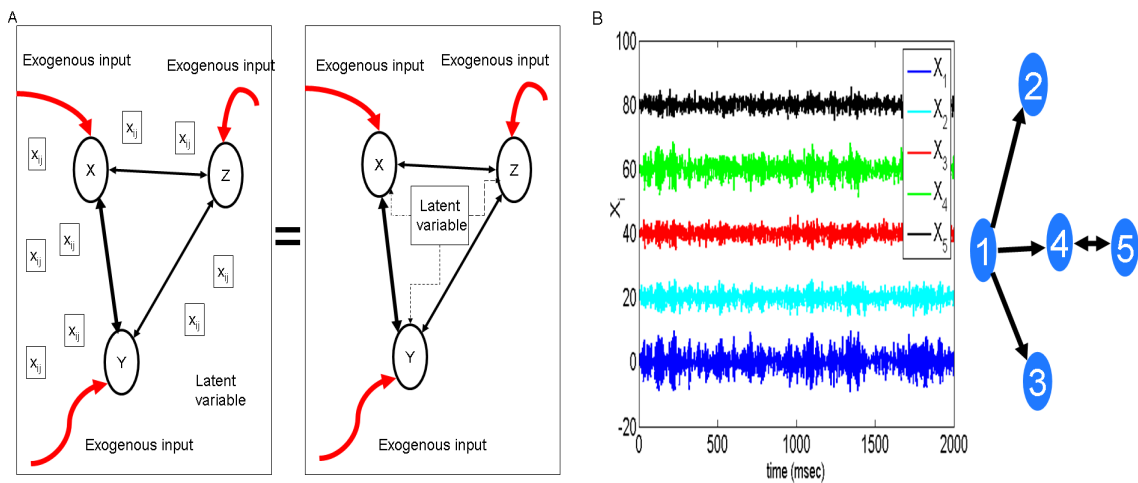 A
Exogenous input
Exogenous input
x_ij
x_ij
x_ij
X
Z
x_ij
x_ij
x_ij
x_ij
x_ij
x_ij
Y
Latent
variable
Exogenous input
=
Exogenous input
Exogenous input
X
Z
Latent
variable
Y
Exogenous input
B
100
80
60
40
20
0
-20
X_i
0
500
1000
1500
2000
time (msec)
X_1
X_2
X_3
X_4
X_5
2
1
4
5
3